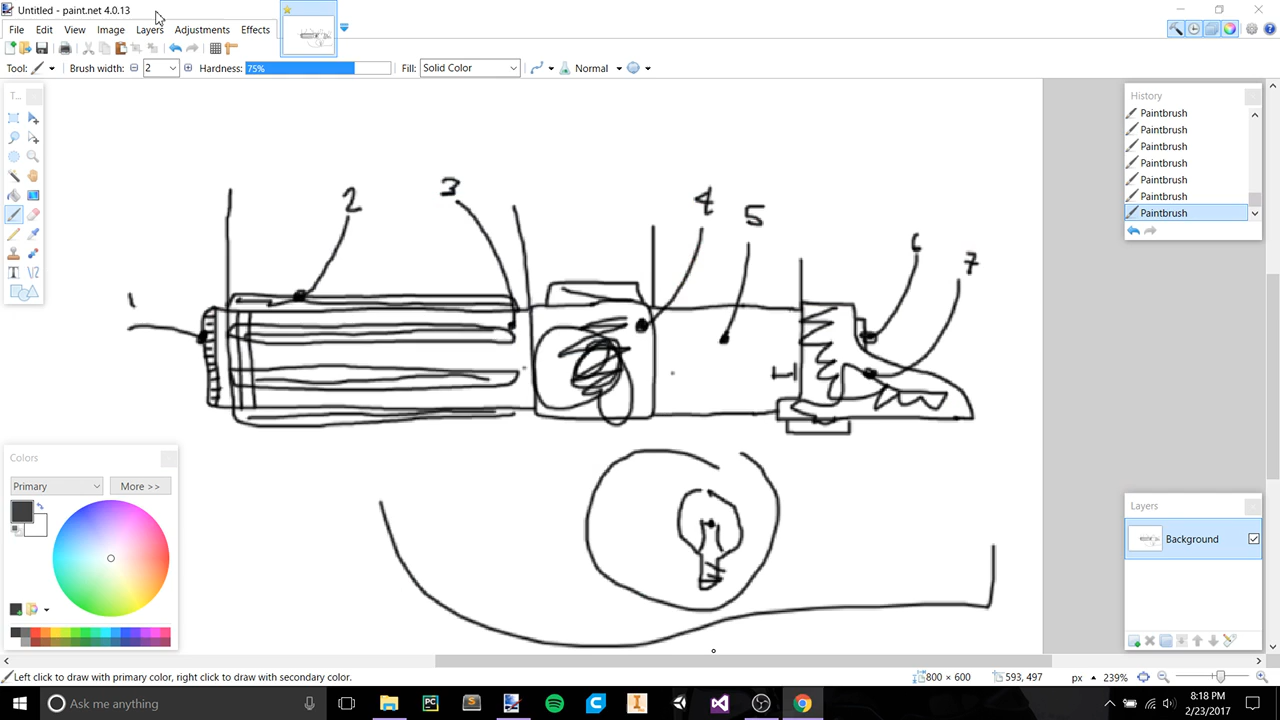 Untitled - paint.net 4.0.13
File Edit View Image Layers Adjustments Effects
Tool: Brush width: 2 Hardness: 75% Fill: Solid Color Normal
T...
History
Paintbrush
Paintbrush
Paintbrush
Paintbrush
Paintbrush
Paintbrush
Paintbrush
1
2
3
4
5
6
7
I
Colors
Primary More >>
Layers
Background
Left click to draw with primary color, right click to draw with secondary color. 800 × 600 593, 497 px 239%
Ask me anything
8:18 PM
2/23/2017